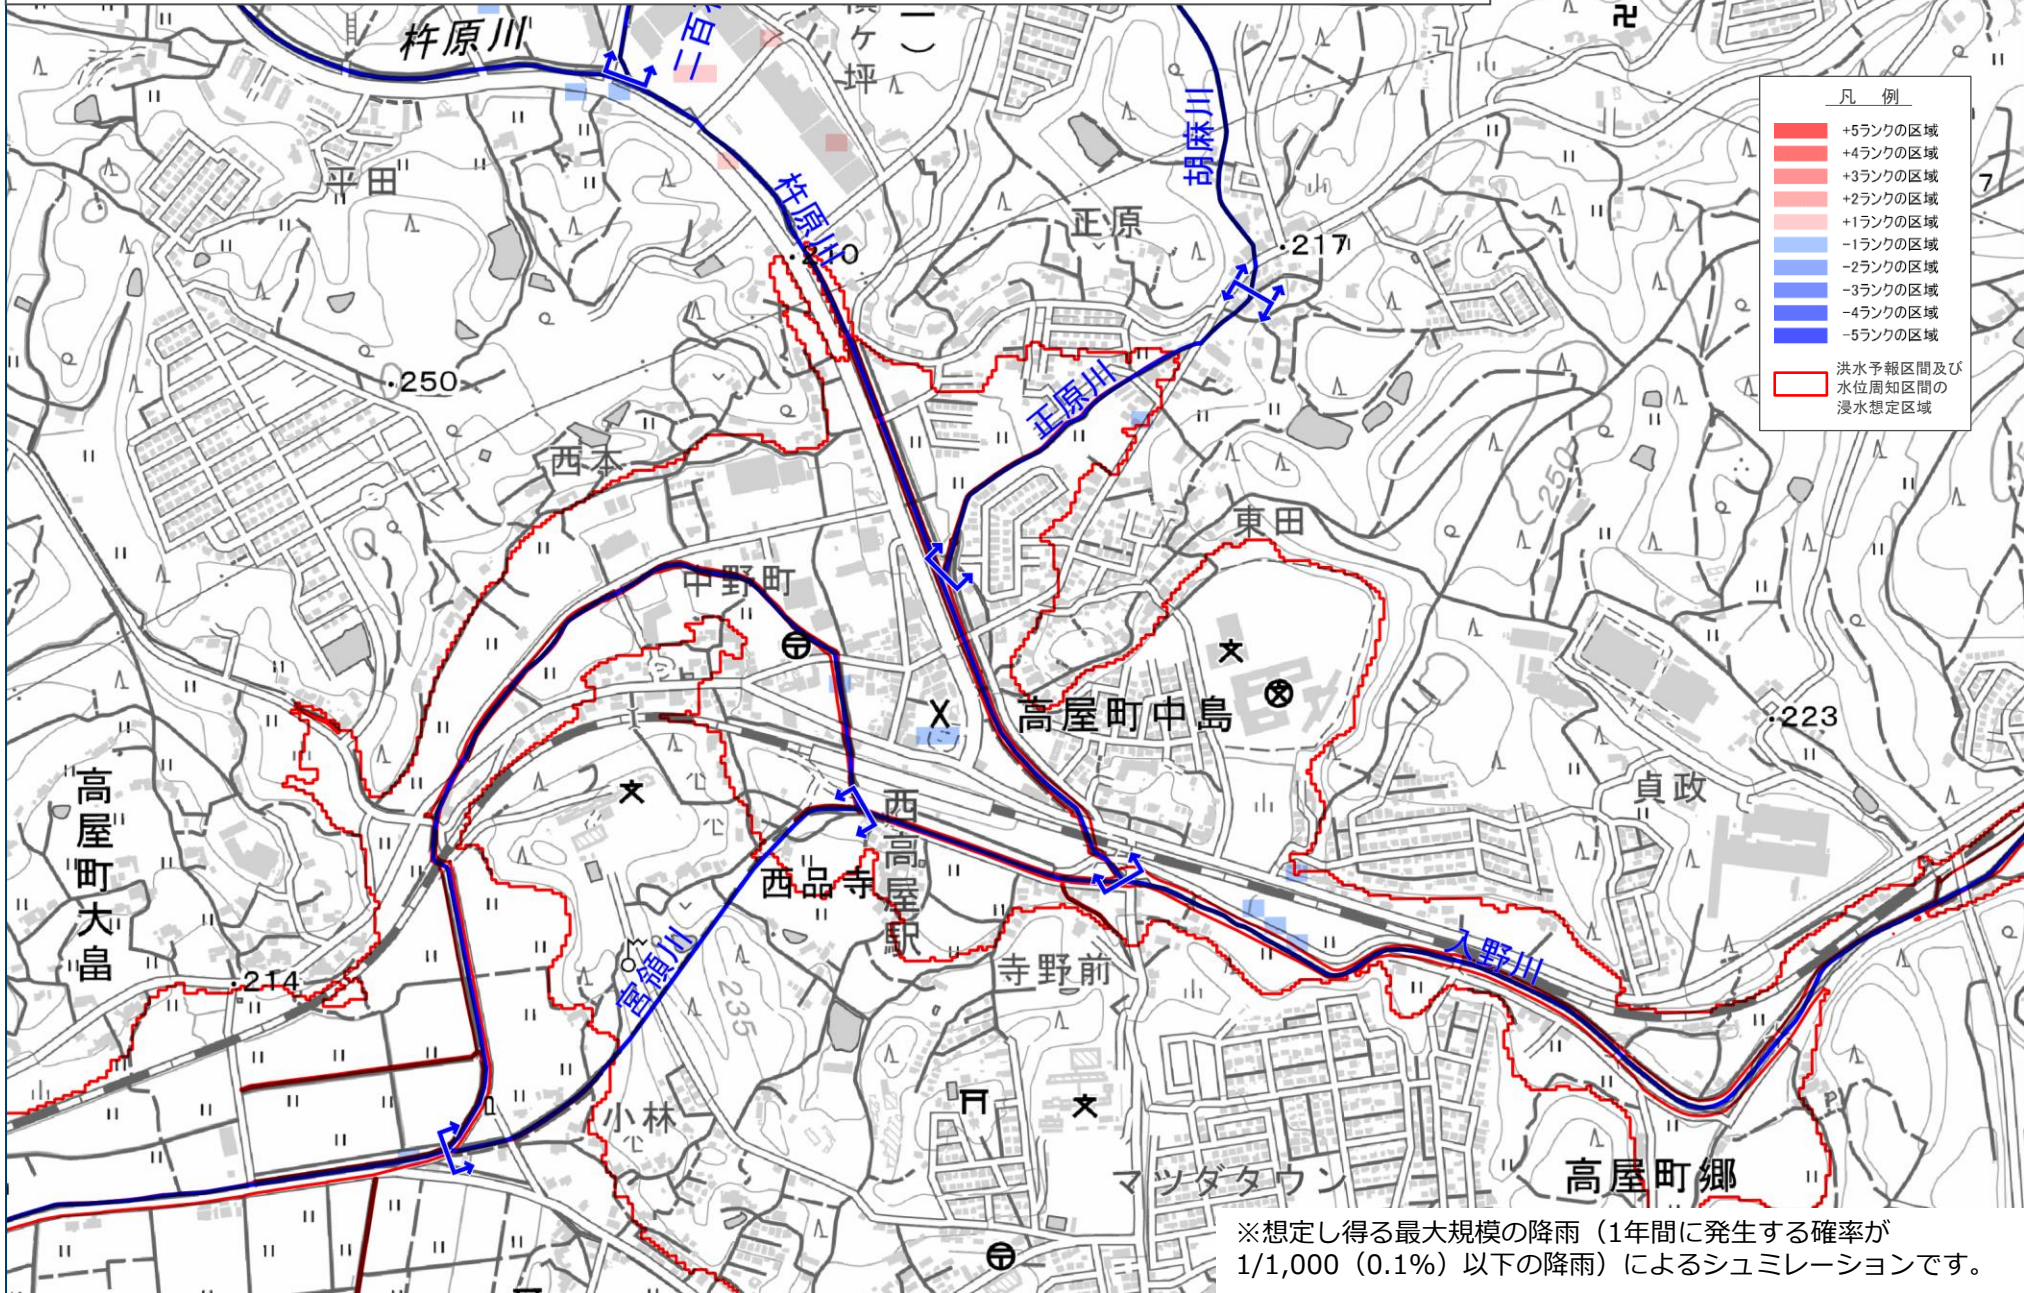 杵原川
二百
ケ坪
(一)
胡麻川
凡 例
+5ランクの区域
+4ランクの区域
+3ランクの区域
+2ランクの区域
+1ランクの区域
-1ランクの区域
-2ランクの区域
-3ランクの区域
-4ランクの区域
-5ランクの区域
洪水予報区間及び
水位周知区間の
浸水想定区域
7
平田
杵原川
正原
217
210
250
正原川
西本
250
東田
中野町
高屋町中島
223
貞政
高屋町大畠
西高屋駅
西品寺
入野川
寺野前
宮領川
235
214
小林
マツダタウン
高屋町郷
※想定し得る最大規模の降雨（1年間に発生する確率が
1/1,000（0.1%）以下の降雨）によるシュミレーションです。